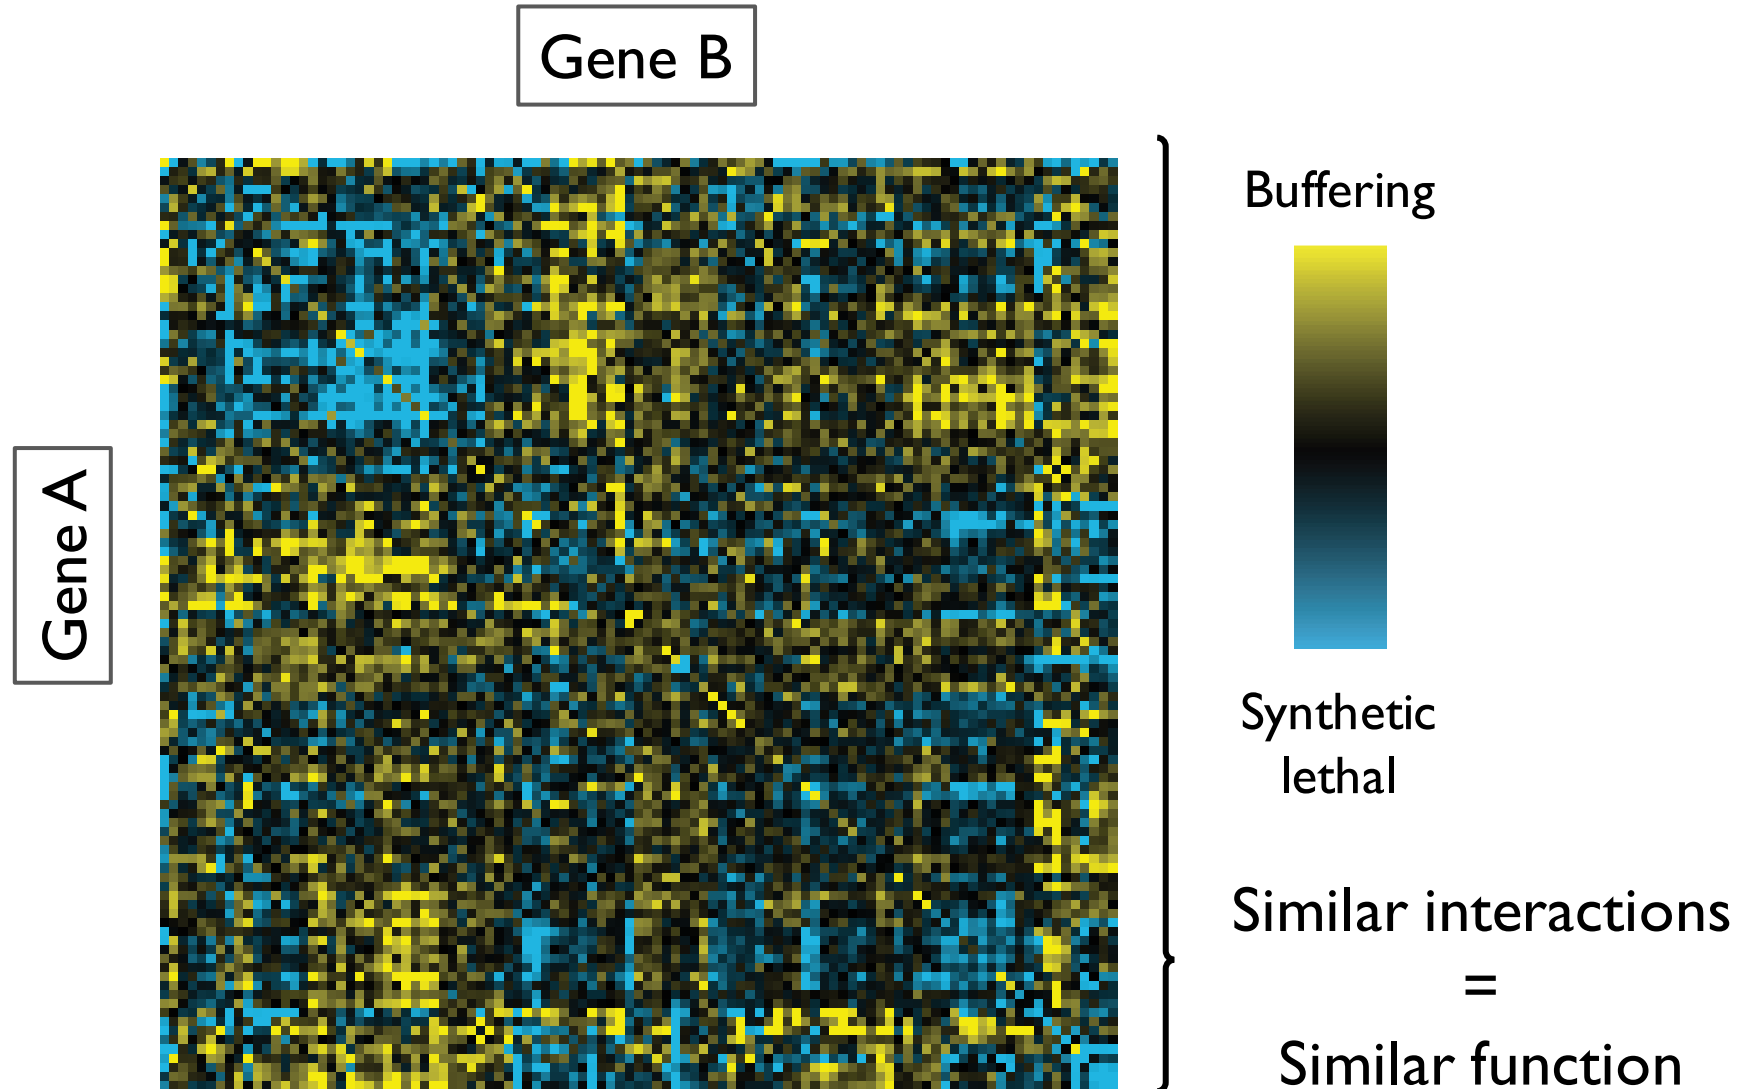 Gene B
Gene A
Buffering
Synthetic
lethal
Similar interactions
=
Similar function